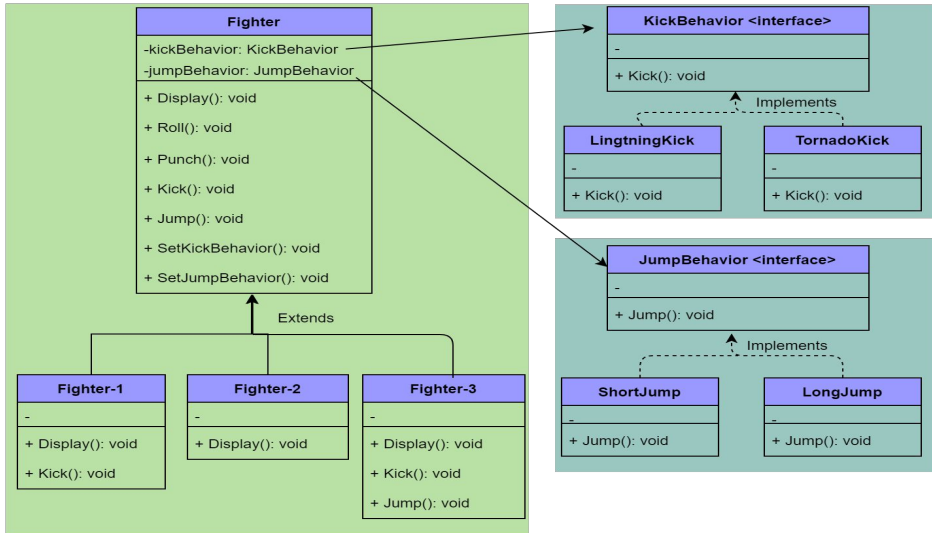 Fighter
-kickBehavior: KickBehavior
-jumpBehavior: JumpBehavior
+ Display(): void
+ Roll(): void
+ Punch(): void
+ Kick(): void
+ Jump(): void
+ SetKickBehavior(): void
+ SetJumpBehavior(): void
Extends
Fighter-1
-
+ Display(): void
+ Kick(): void
Fighter-2
-
+ Display(): void
Fighter-3
-
+ Display(): void
+ Kick(): void
+ Jump(): void
KickBehavior <interface>
-
+ Kick(): void
Implements
LingtningKick
-
+ Kick(): void
TornadoKick
-
+ Kick(): void
JumpBehavior <interface>
-
+ Jump(): void
Implements
ShortJump
-
+ Jump(): void
LongJump
-
+ Jump(): void